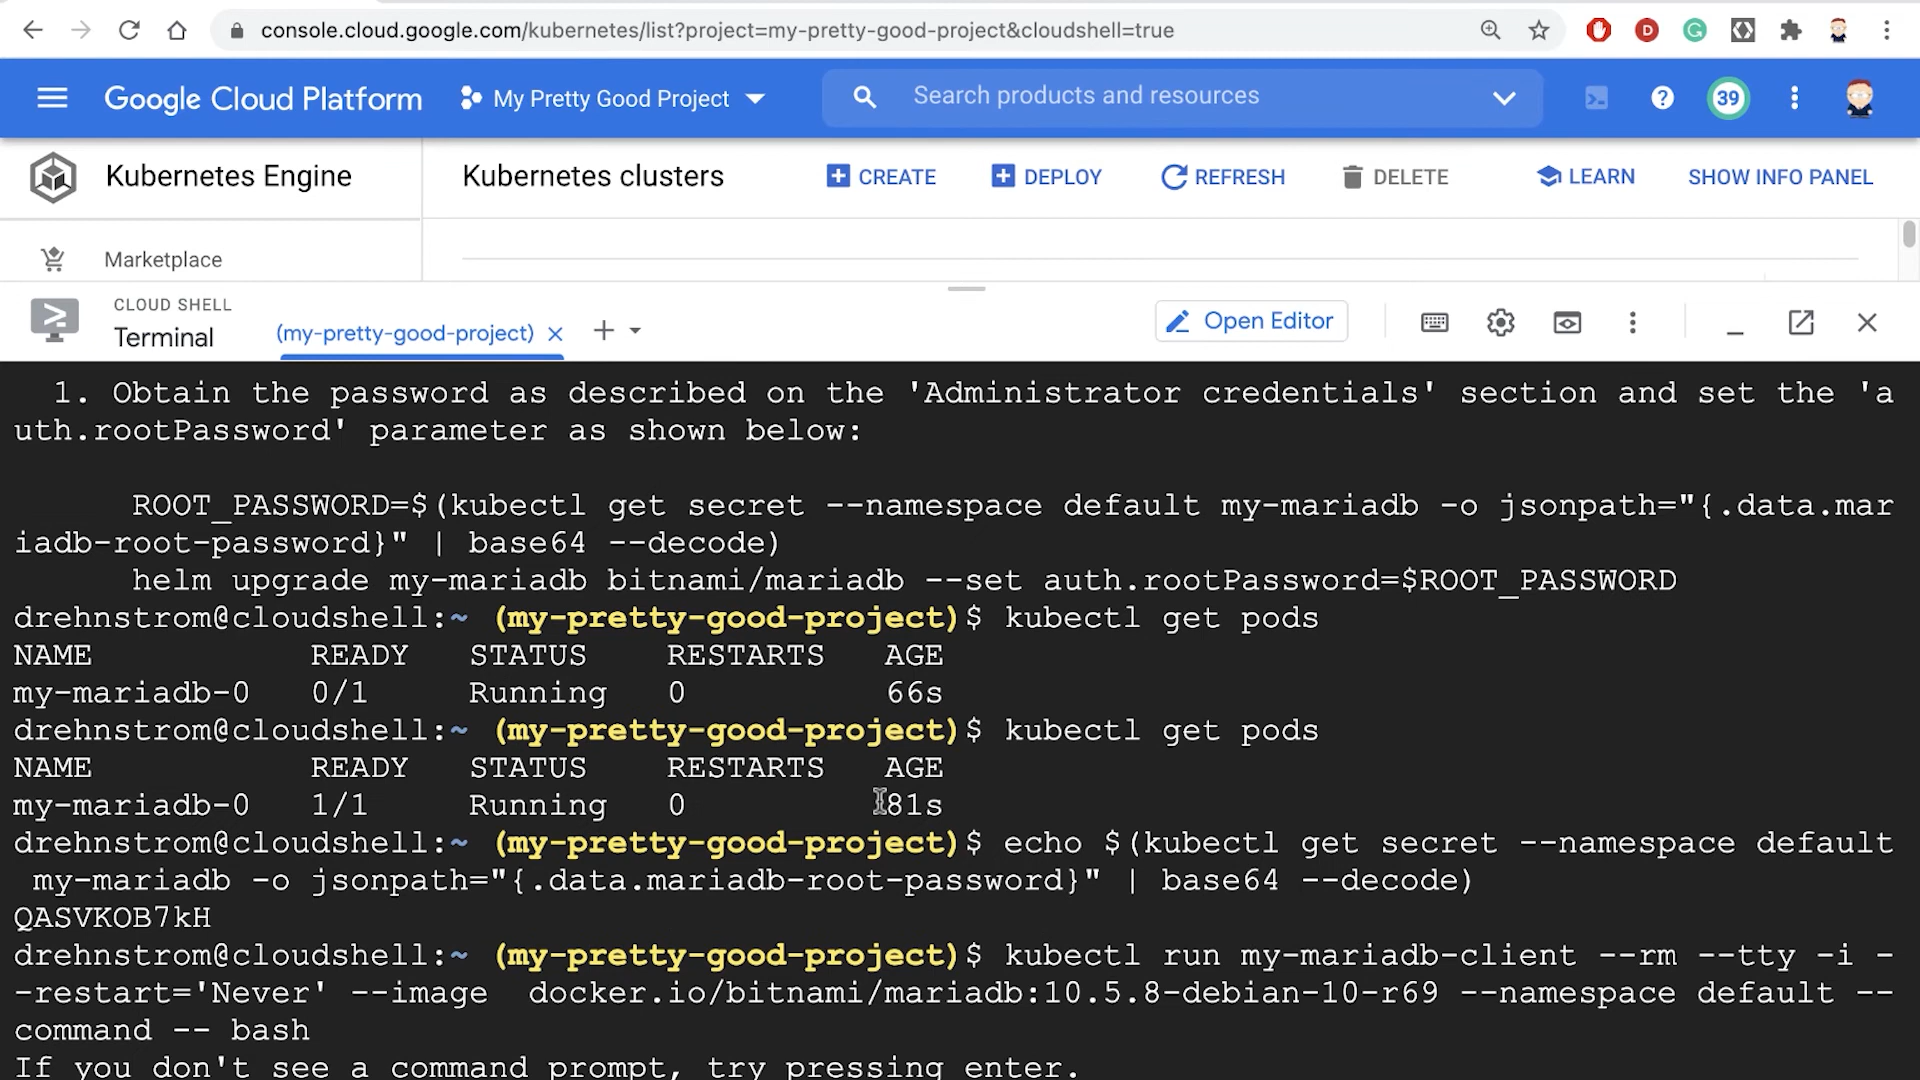 console.cloud.google.com/kubernetes/list?project=my-pretty-good-project&cloudshell=true
Google Cloud Platform My Pretty Good Project Search products and resources 39
Kubernetes Engine Kubernetes clusters CREATE DEPLOY REFRESH DELETE LEARN SHOW INFO PANEL
Marketplace
CLOUD SHELL
Terminal (my-pretty-good-project) Open Editor
1. Obtain the password as described on the 'Administrator credentials' section and set the 'a
uth.rootPassword' parameter as shown below:
ROOT_PASSWORD=$(kubectl get secret --namespace default my-mariadb -o jsonpath="{.data.mar
iadb-root-password}" | base64 --decode)
helm upgrade my-mariadb bitnami/mariadb --set auth.rootPassword=$ROOT_PASSWORD
drehnstrom@cloudshell:~ (my-pretty-good-project)$ kubectl get pods
NAME READY STATUS RESTARTS AGE
my-mariadb-0 0/1 Running 0 66s
drehnstrom@cloudshell:~ (my-pretty-good-project)$ kubectl get pods
NAME READY STATUS RESTARTS AGE
my-mariadb-0 1/1 Running 0 81s
drehnstrom@cloudshell:~ (my-pretty-good-project)$ echo $(kubectl get secret --namespace default
my-mariadb -o jsonpath="{.data.mariadb-root-password}" | base64 --decode)
QASVKOB7kH
drehnstrom@cloudshell:~ (my-pretty-good-project)$ kubectl run my-mariadb-client --rm --tty -i -
-restart='Never' --image docker.io/bitnami/mariadb:10.5.8-debian-10-r69 --namespace default --
command -- bash
If you don't see a command prompt, try pressing enter.